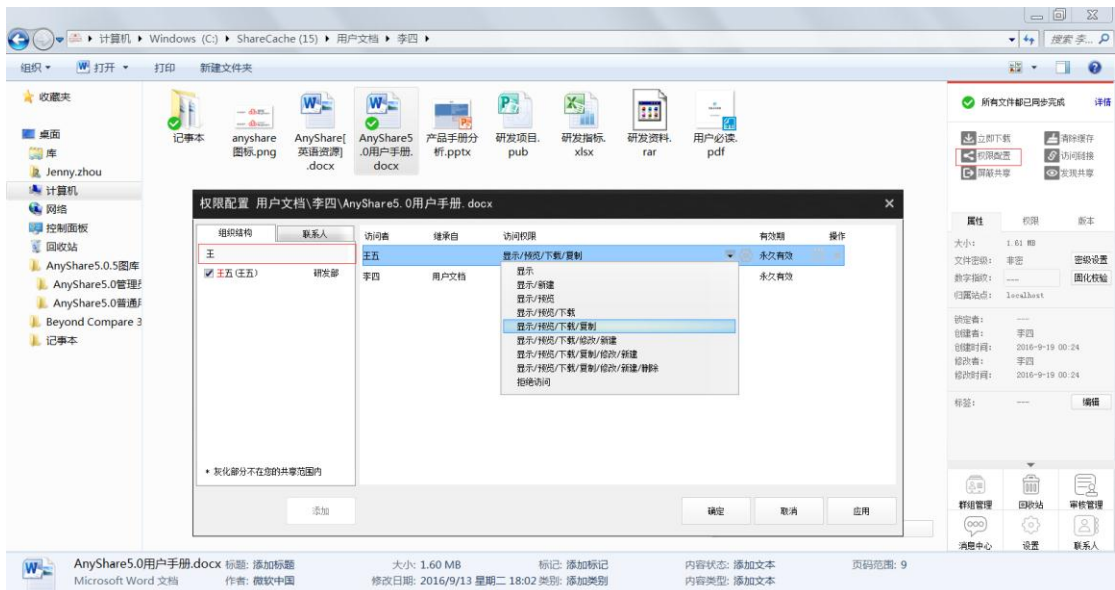 计算机 ▸ Windows (C:) ▸ ShareCache (15) ▸ 用户文档 ▸ 李四 ▸
搜索 李...
组织 打开 打印 新建文件夹
收藏夹
桌面
库
Jenny.zhou
计算机
网络
控制面板
回收站
AnyShare5.0.5图库
AnyShare5.0管理
AnyShare5.0普通
Beyond Compare 3
记事本
记事本
anyshare
图标.png
AnyShare[
英语资源]
.docx
AnyShare5
.0用户手册.
docx
产品手册分
析.pptx
研发项目.
pub
研发指标.
xlsx
研发资料.
rar
用户必读.
pdf
权限配置 用户文档\李四\AnyShare5.0用户手册.docx
组织结构 联系人
王
王五(王五) 研发部
▸ 灰化部分不在您的共享范围内
添加
访问者 继承自 访问权限 有效期 操作
王五 显示/预览/下载/复制 永久有效
李四 用户文档 永久有效
显示
显示/新建
显示/预览
显示/预览/下载
显示/预览/下载/复制
显示/预览/下载/修改/新建
显示/预览/下载/复制/修改/新建
显示/预览/下载/复制/修改/新建/删除
拒绝访问
确定 取消 应用
所有文件都已同步完成 详情
立即下载 清除缓存
权限配置 访问链接
屏蔽共享 发现共享
属性 权限 版本
大小: 1.61 MB
文件密级: 非密 密级设置
数字指纹: ---- 固化校验
归属站点: localhost
锁定者: ----
创建者: 李四
创建时间: 2016-9-19 00:24
修改者: 李四
修改时间: 2016-9-19 00:24
标签: ---- 编辑
群组管理 回收站 审核管理
消息中心 设置 联系人
AnyShare5.0用户手册.docx 标题: 添加标题 大小: 1.60 MB 标记: 添加标记 内容状态: 添加文本 页码范围: 9
Microsoft Word 文档 作者: 微软中国 修改日期: 2016/9/13 星期二 18:02 类别: 添加类别 内容类型: 添加文本